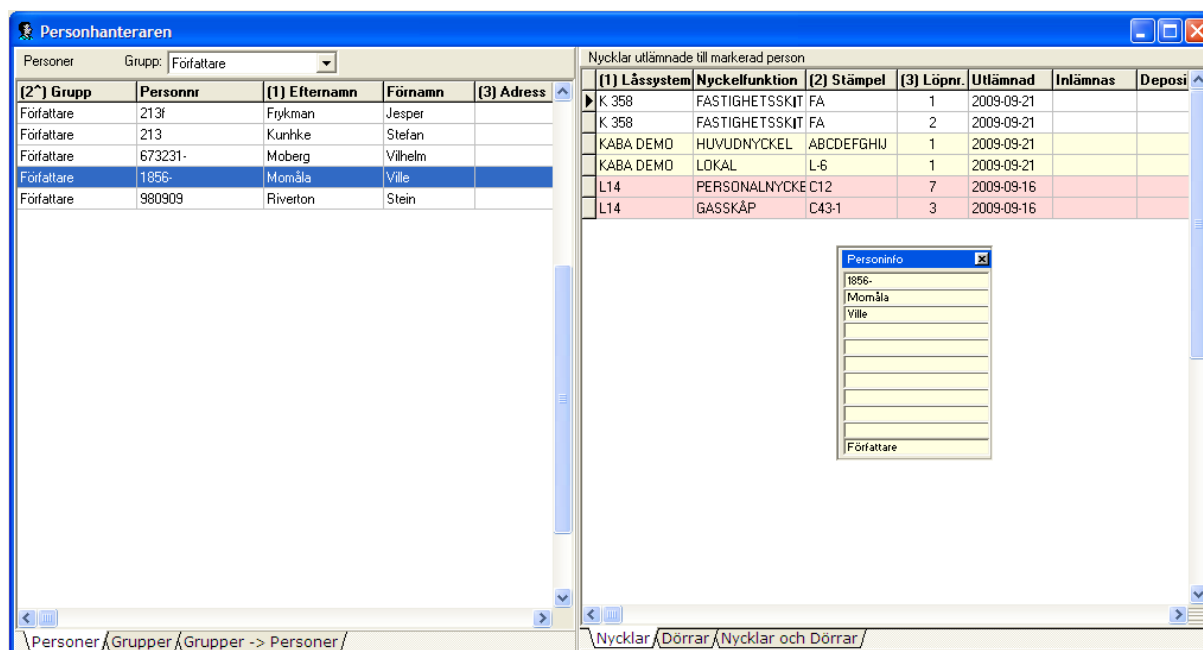 Personhanteraren
Personer Grupp: Författare
(2^) Grupp Personnr (1) Efternamn Förnamn (3) Adress
Författare 213f Frykman Jesper
Författare 213 Kunhke Stefan
Författare 673231- Moberg Vilhelm
Författare 1856- Momåla Ville
Författare 980909 Riverton Stein
Personer Grupper Grupper -> Personer
Nycklar utlämnade till markerad person
(1) Låssystem Nyckelfunktion (2) Stämpel (3) Löpnr. Utlämnad Inlämnas Deposi
K 358 FASTIGHETSSKIT FA 1 2009-09-21
K 358 FASTIGHETSSKIT FA 2 2009-09-21
KABA DEMO HUVUDNYCKEL ABCDEFGHIJ 1 2009-09-21
KABA DEMO LOKAL L-6 1 2009-09-21
L14 PERSONALNYCKE C12 7 2009-09-16
L14 GASSKÅP C43-1 3 2009-09-16
Personinfo
1856-
Momåla
Ville
Författare
Nycklar Dörrar Nycklar och Dörrar